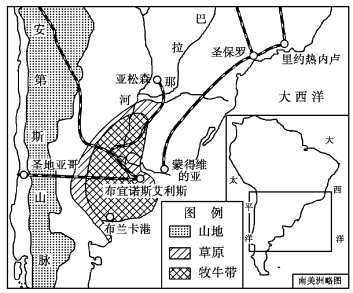 安第斯山脉
巴拉那河
圣保罗
里约热内卢
亚松森
大西洋
圣地亚哥
蒙得维的亚
布宜诺斯艾利斯
布兰卡港
图例
山地
草原
牧牛带
大西洋
太平洋
南美洲略图